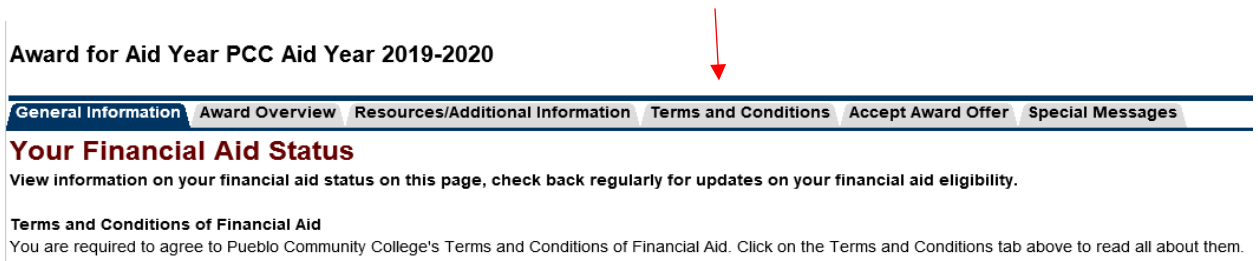 Award for Aid Year PCC Aid Year 2019-2020
General Information Award Overview Resources/Additional Information Terms and Conditions Accept Award Offer Special Messages
Your Financial Aid Status
View information on your financial aid status on this page, check back regularly for updates on your financial aid eligibility.
Terms and Conditions of Financial Aid
You are required to agree to Pueblo Community College's Terms and Conditions of Financial Aid. Click on the Terms and Conditions tab above to read all about them.